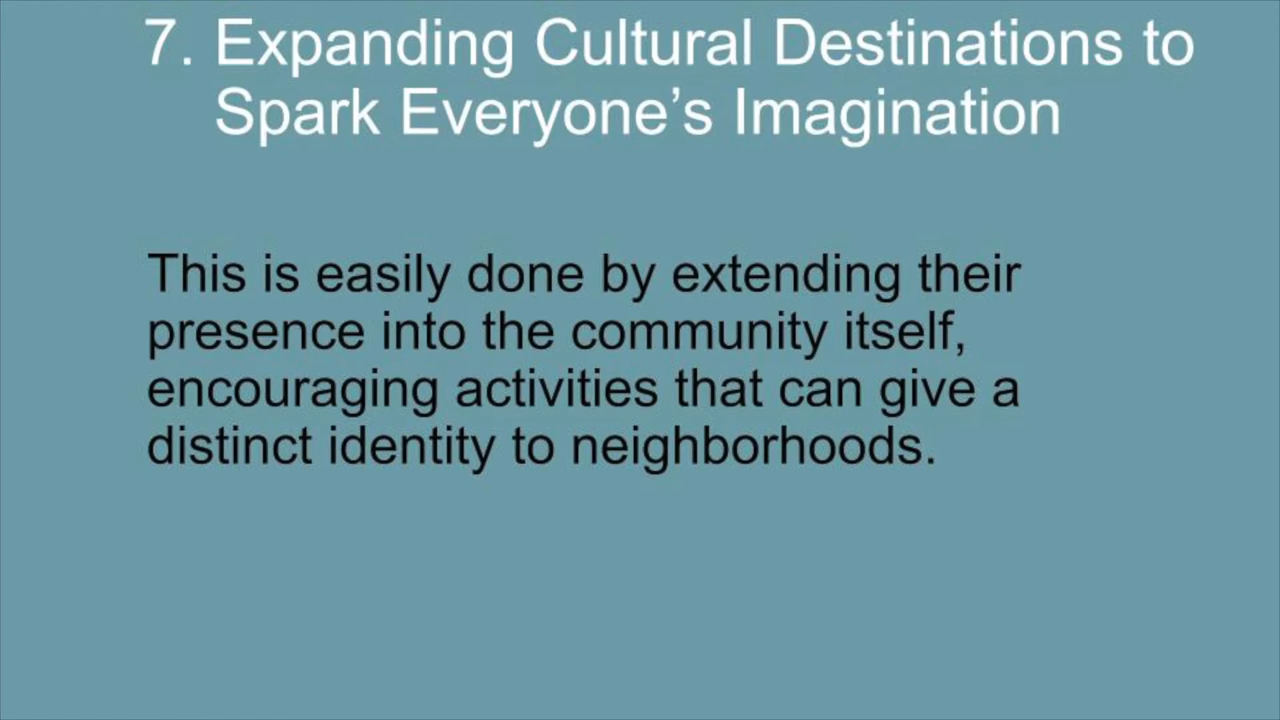 7. Expanding Cultural Destinations to
Spark Everyone’s Imagination
This is easily done by extending their
presence into the community itself,
encouraging activities that can give a
distinct identity to neighborhoods.